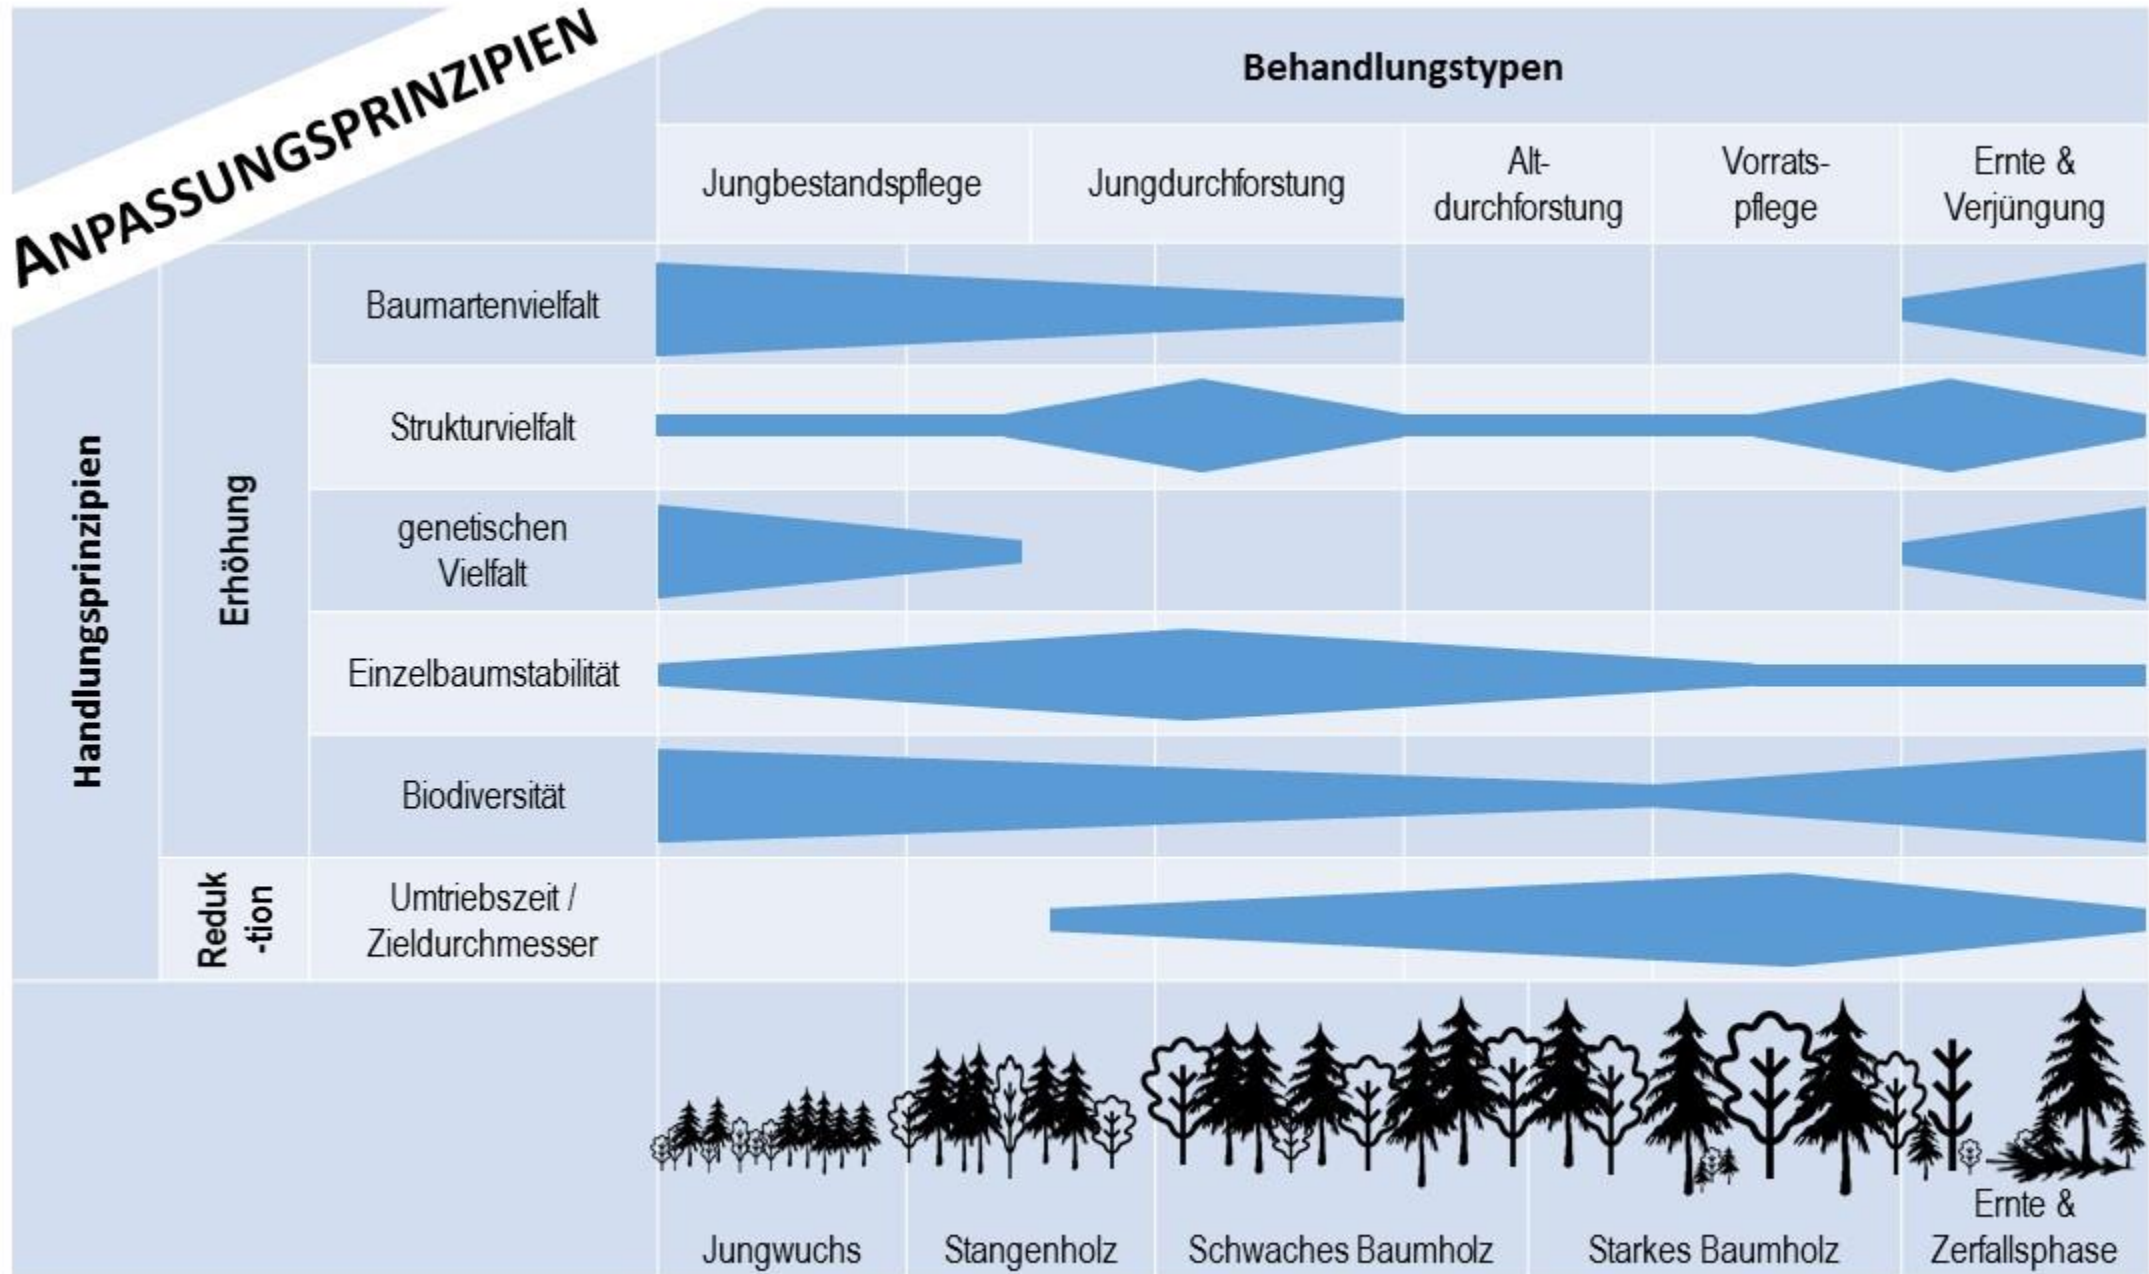 ANPASSUNGSPRINZIPIEN
Behandlungstypen
Jungbestandspflege
Jungdurchforstung
Alt-
durchforstung
Vorrats-
pflege
Ernte &
Verjüngung
Handlungsprinzipien
Erhöhung
Baumartenvielfalt
Strukturvielfalt
genetischen
Vielfalt
Einzelbaumstabilität
Biodiversität
Reduk
-tion
Umtriebszeit /
Zieldurchmesser
Jungwuchs
Stangenholz
Schwaches Baumholz
Starkes Baumholz
Ernte &
Zerfallsphase